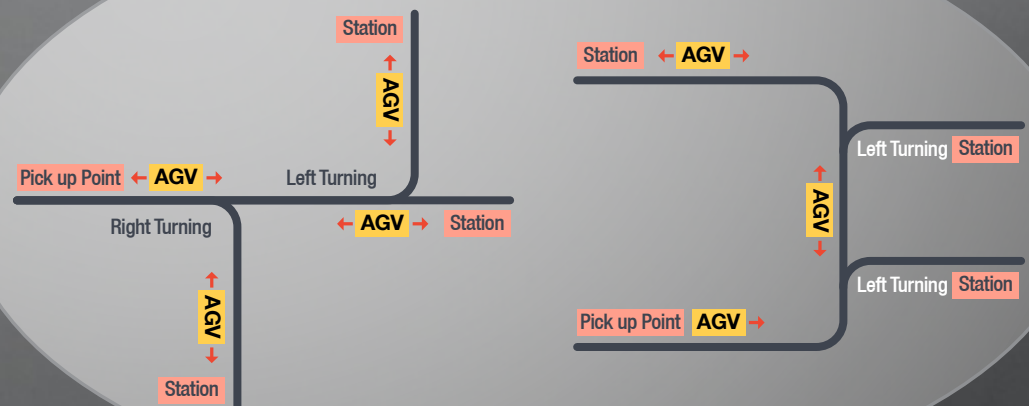 Station
AGV
Pick up Point
AGV
Left Turning
Right Turning
AGV
Station
AGV
Station
Station
AGV
Left Turning Station
AGV
Left Turning Station
Pick up Point
AGV